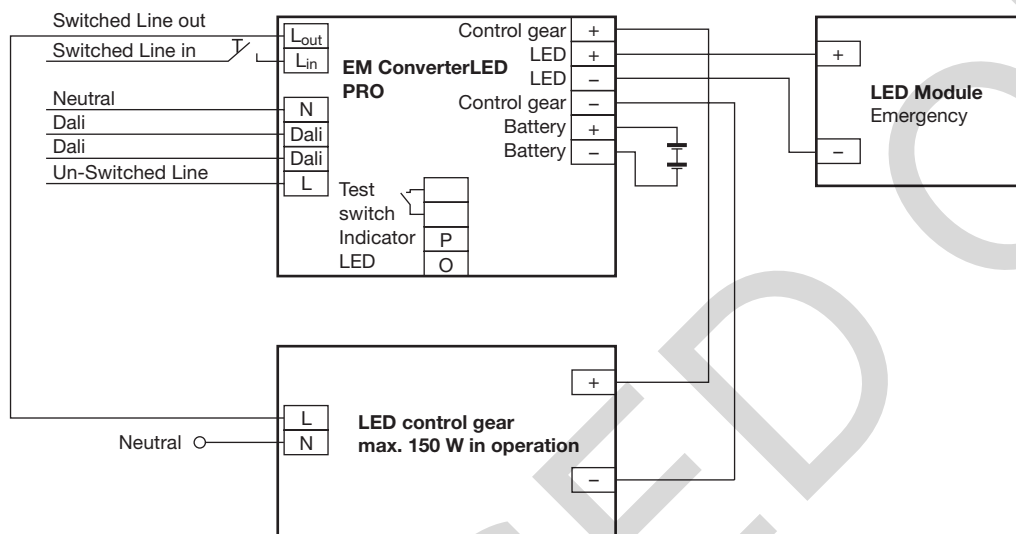 Switched Line out
Switched Line in
Neutral
Dali
Dali
Un-Switched Line
Lout
Lin
N
Dali
Dali
L
EM ConverterLED
PRO
Control gear +
LED +
LED –
Control gear –
Battery +
Battery –
Test
switch
Indicator P
LED O
+
–
LED Module
Emergency
L
N
Neutral
LED control gear
max. 150 W in operation
+
–